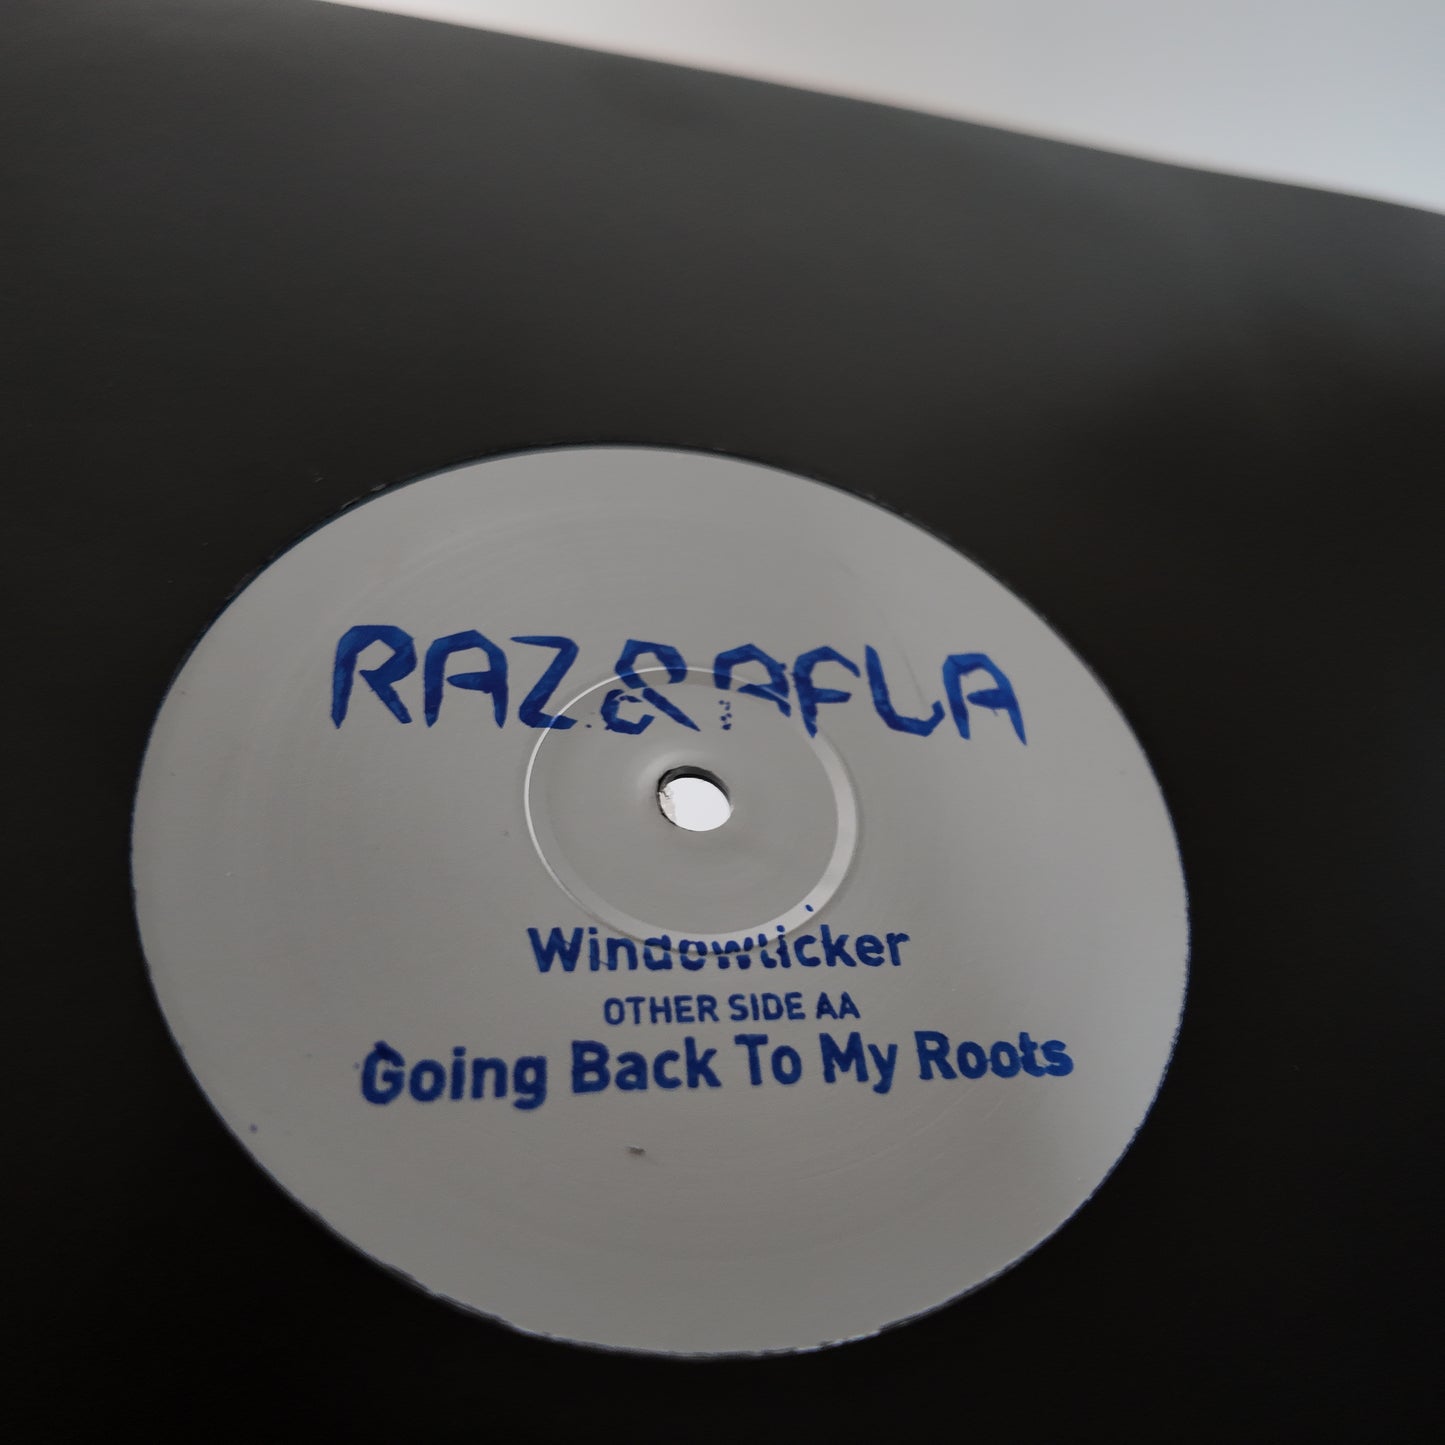 RAZ & AFLA
Windowlicker
OTHER SIDE AA
Going Back To My Roots